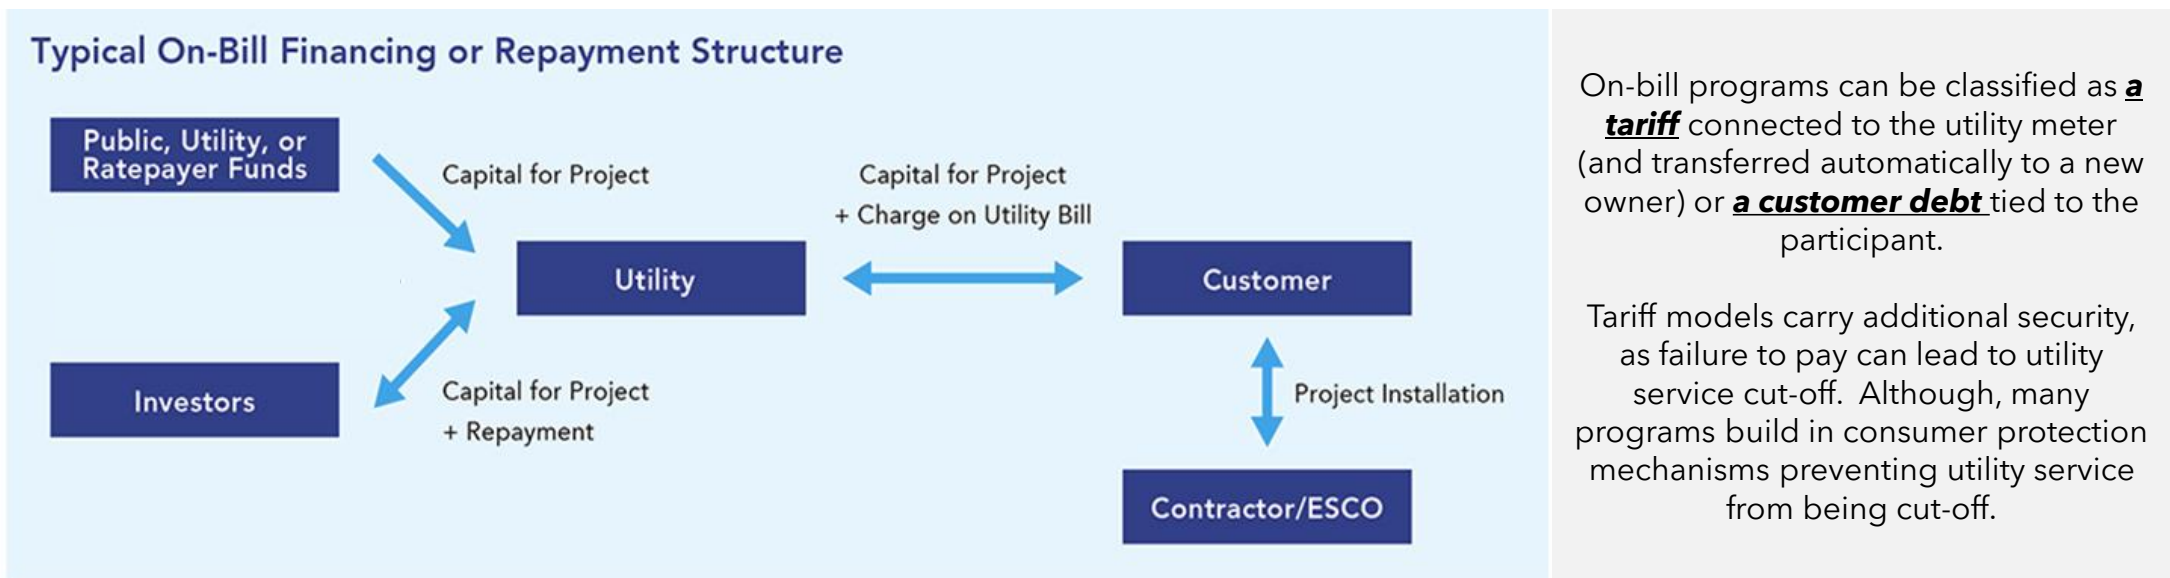 Typical On-Bill Financing or Repayment Structure
Public, Utility, or
Ratepayer Funds
Capital for Project
Capital for Project
+ Charge on Utility Bill
Utility
Customer
Investors
Capital for Project
+ Repayment
Project Installation
Contractor/ESCO
On-bill programs can be classified as a
tariff connected to the utility meter
(and transferred automatically to a new
owner) or a customer debt tied to the
participant.
Tariff models carry additional security,
as failure to pay can lead to utility
service cut-off.  Although, many
programs build in consumer protection
mechanisms preventing utility service
from being cut-off.